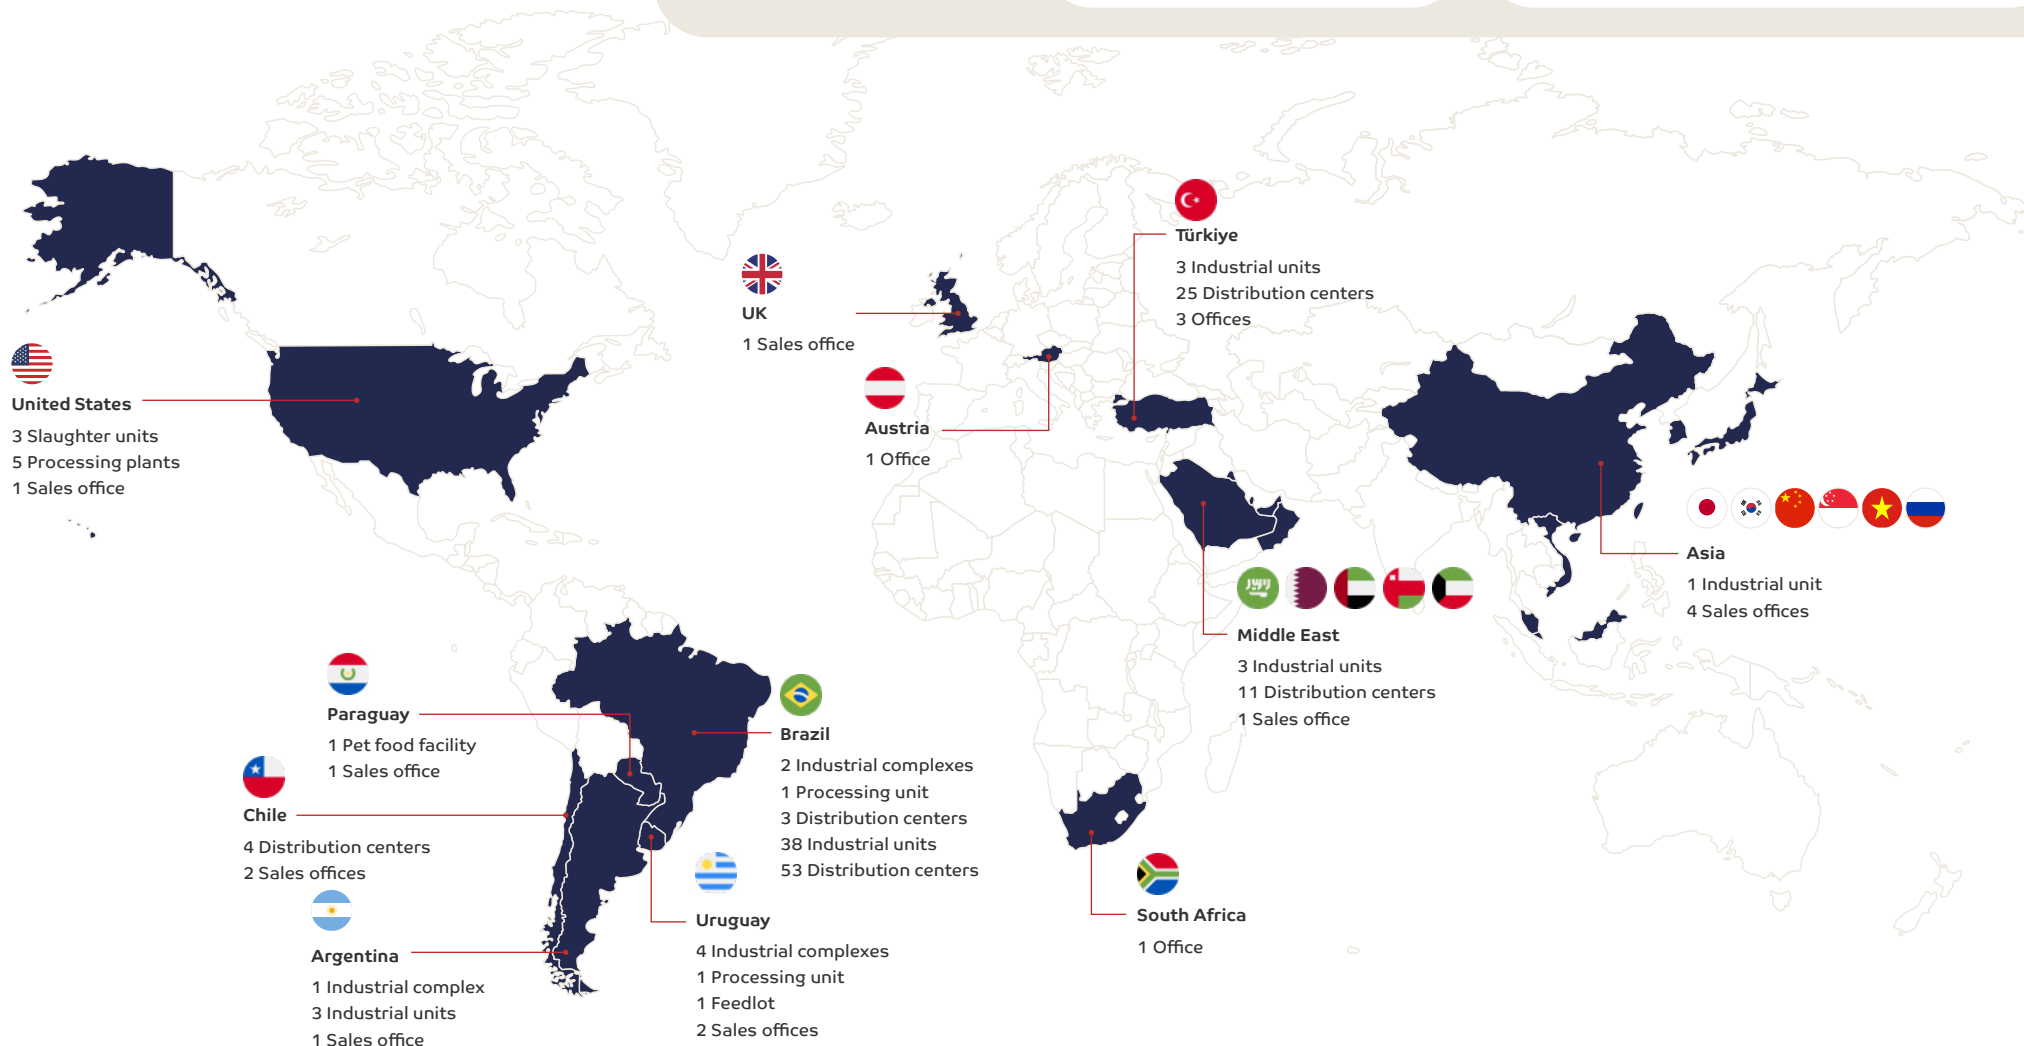 Türkiye
3 Industrial units
25 Distribution centers
3 Offices
UK
1 Sales office
United States
3 Slaughter units
5 Processing plants
1 Sales office
Austria
1 Office
Asia
1 Industrial unit
4 Sales offices
Middle East
3 Industrial units
11 Distribution centers
1 Sales office
Paraguay
1 Pet food facility
1 Sales office
Brazil
2 Industrial complexes
1 Processing unit
3 Distribution centers
38 Industrial units
53 Distribution centers
Chile
4 Distribution centers
2 Sales offices
Uruguay
4 Industrial complexes
1 Processing unit
1 Feedlot
2 Sales offices
South Africa
1 Office
Argentina
1 Industrial complex
3 Industrial units
1 Sales office